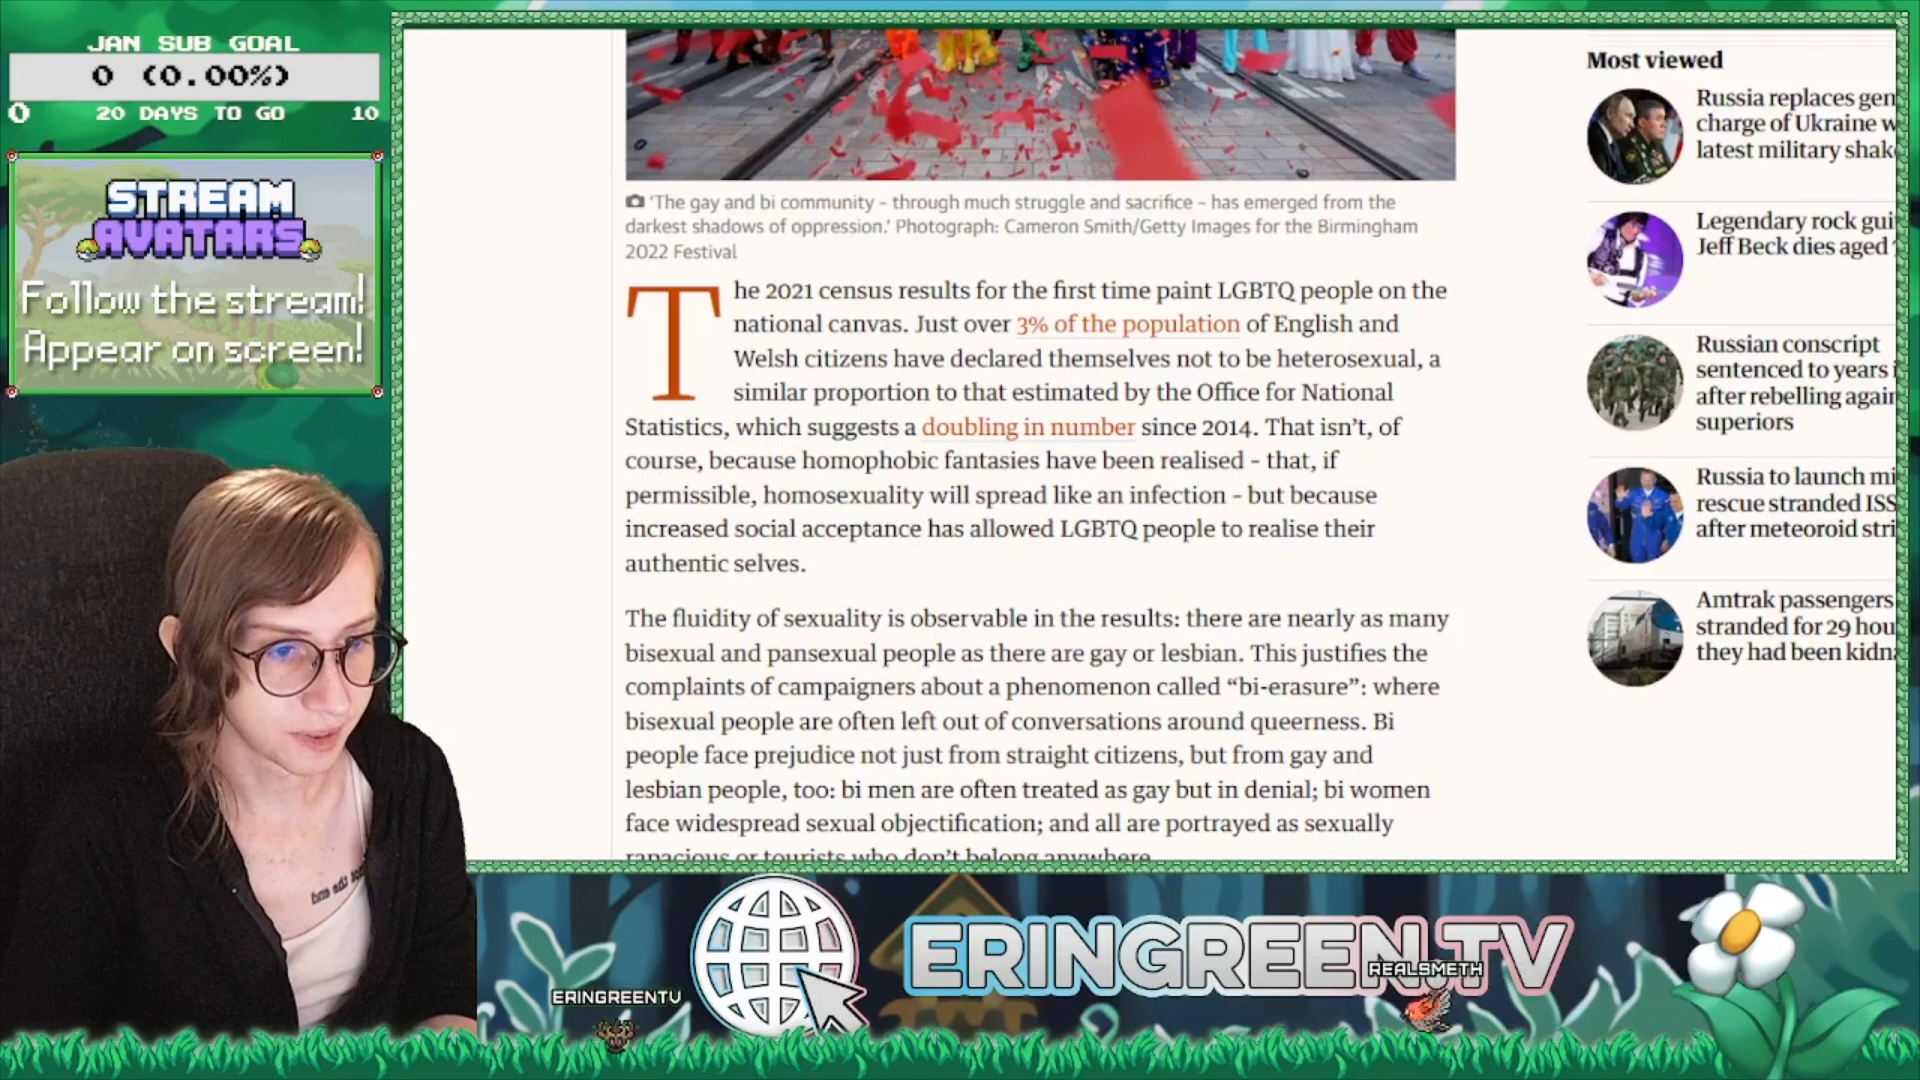 JAN SUB GOAL
0 (0.00%)
0 20 DAYS TO GO 10
STREAM
AVATARS
Follow the stream!
Appear on screen!
'The gay and bi community – through much struggle and sacrifice – has emerged from the
darkest shadows of oppression.' Photograph: Cameron Smith/Getty Images for the Birmingham
2022 Festival
The 2021 census results for the first time paint LGBTQ people on the
national canvas. Just over 3% of the population of English and
Welsh citizens have declared themselves not to be heterosexual, a
similar proportion to that estimated by the Office for National
Statistics, which suggests a doubling in number since 2014. That isn't, of
course, because homophobic fantasies have been realised – that, if
permissible, homosexuality will spread like an infection – but because
increased social acceptance has allowed LGBTQ people to realise their
authentic selves.
The fluidity of sexuality is observable in the results: there are nearly as many
bisexual and pansexual people as there are gay or lesbian. This justifies the
complaints of campaigners about a phenomenon called “bi-erasure”: where
bisexual people are often left out of conversations around queerness. Bi
people face prejudice not just from straight citizens, but from gay and
lesbian people, too: bi men are often treated as gay but in denial; bi women
face widespread sexual objectification; and all are portrayed as sexually
rapacious or tourists who don't belong anywhere.
Most viewed
Russia replaces gen
charge of Ukraine w
latest military shak
Legendary rock gui
Jeff Beck dies aged
Russian conscript
sentenced to years i
after rebelling again
superiors
Russia to launch mi
rescue stranded ISS
after meteoroid stri
Amtrak passengers
stranded for 29 hou
they had been kidna
ERINGREEN.TV
REALSMETH
ERINGREENTV